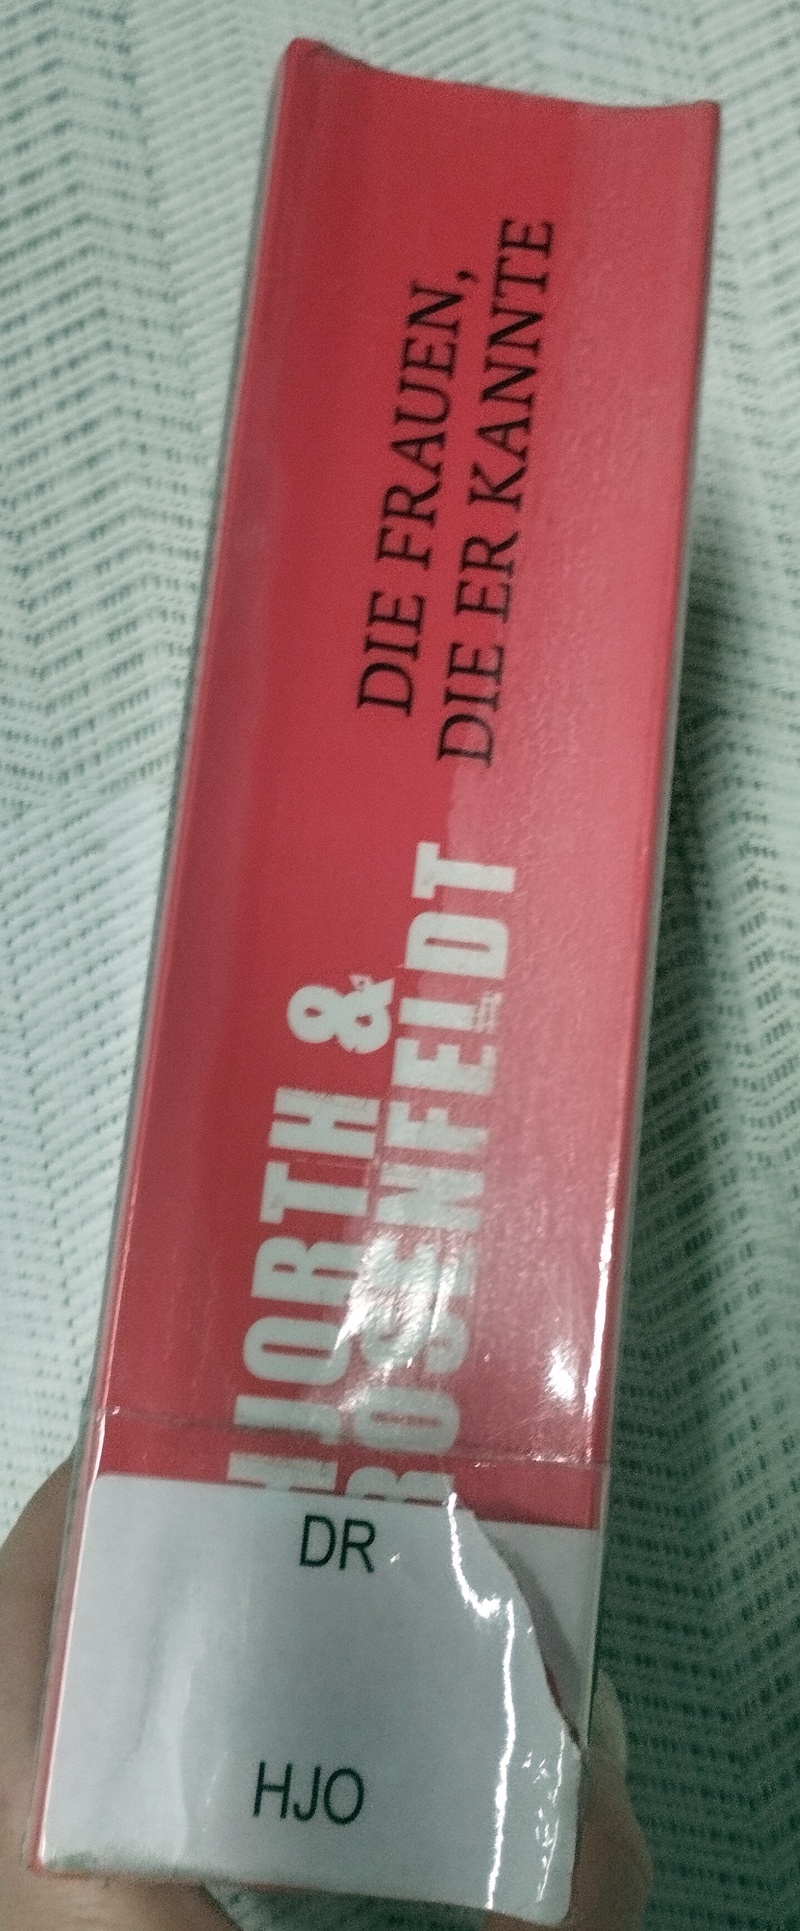 DIE FRAUEN,
DIE ER KANNTE
HJORTH &
ROSENFELDT
DR
HJO